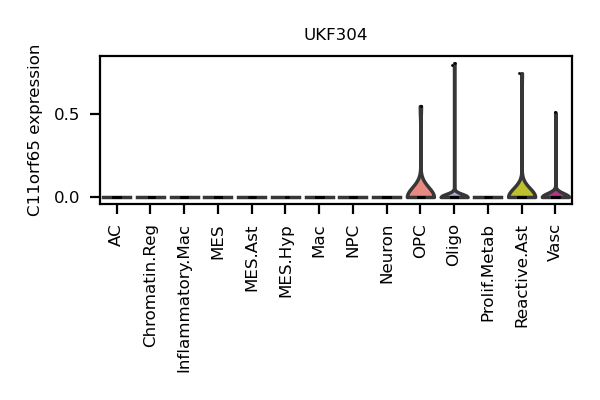 UKF304
C11orf65 expression
0.5
0.0
AC
Chromatin.Reg
Inflammatory.Mac
MES
MES.Ast
MES.Hyp
Mac
NPC
Neuron
OPC
Oligo
Prolif.Metab
Reactive.Ast
Vasc